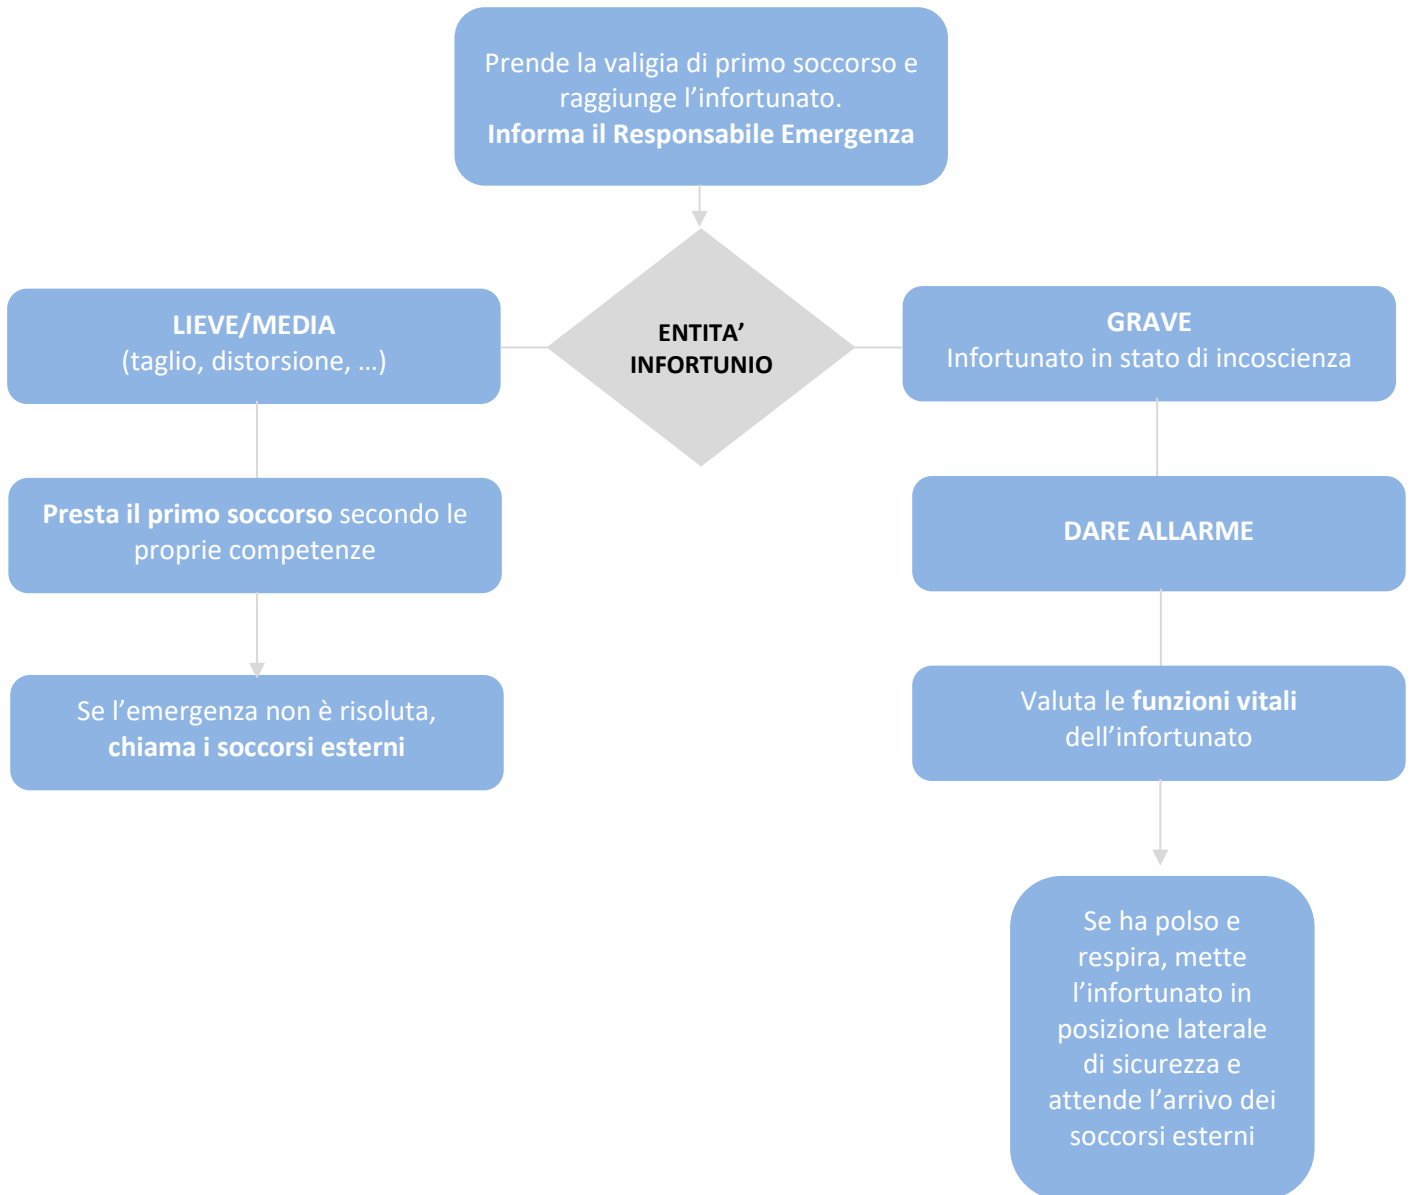 Prende la valigia di primo soccorso e
raggiunge l’infortunato.
Informa il Responsabile Emergenza
LIEVE/MEDIA
(taglio, distorsione, …)
ENTITA’
INFORTUNIO
GRAVE
Infortunato in stato di incoscienza
Presta il primo soccorso secondo le
proprie competenze
DARE ALLARME
Se l’emergenza non è risoluta,
chiama i soccorsi esterni
Valuta le funzioni vitali
dell’infortunato
Se ha polso e
respira, mette
l’infortunato in
posizione laterale
di sicurezza e
attende l’arrivo dei
soccorsi esterni